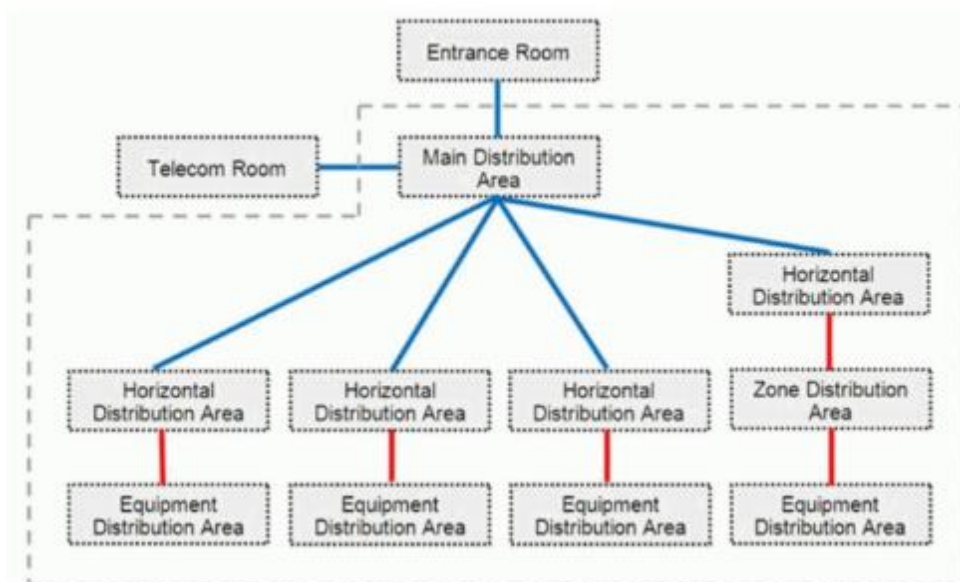 Entrance Room
Telecom Room
Main Distribution
Area
Horizontal
Distribution Area
Horizontal
Distribution Area
Horizontal
Distribution Area
Horizontal
Distribution Area
Zone Distribution
Area
Equipment
Distribution Area
Equipment
Distribution Area
Equipment
Distribution Area
Equipment
Distribution Area